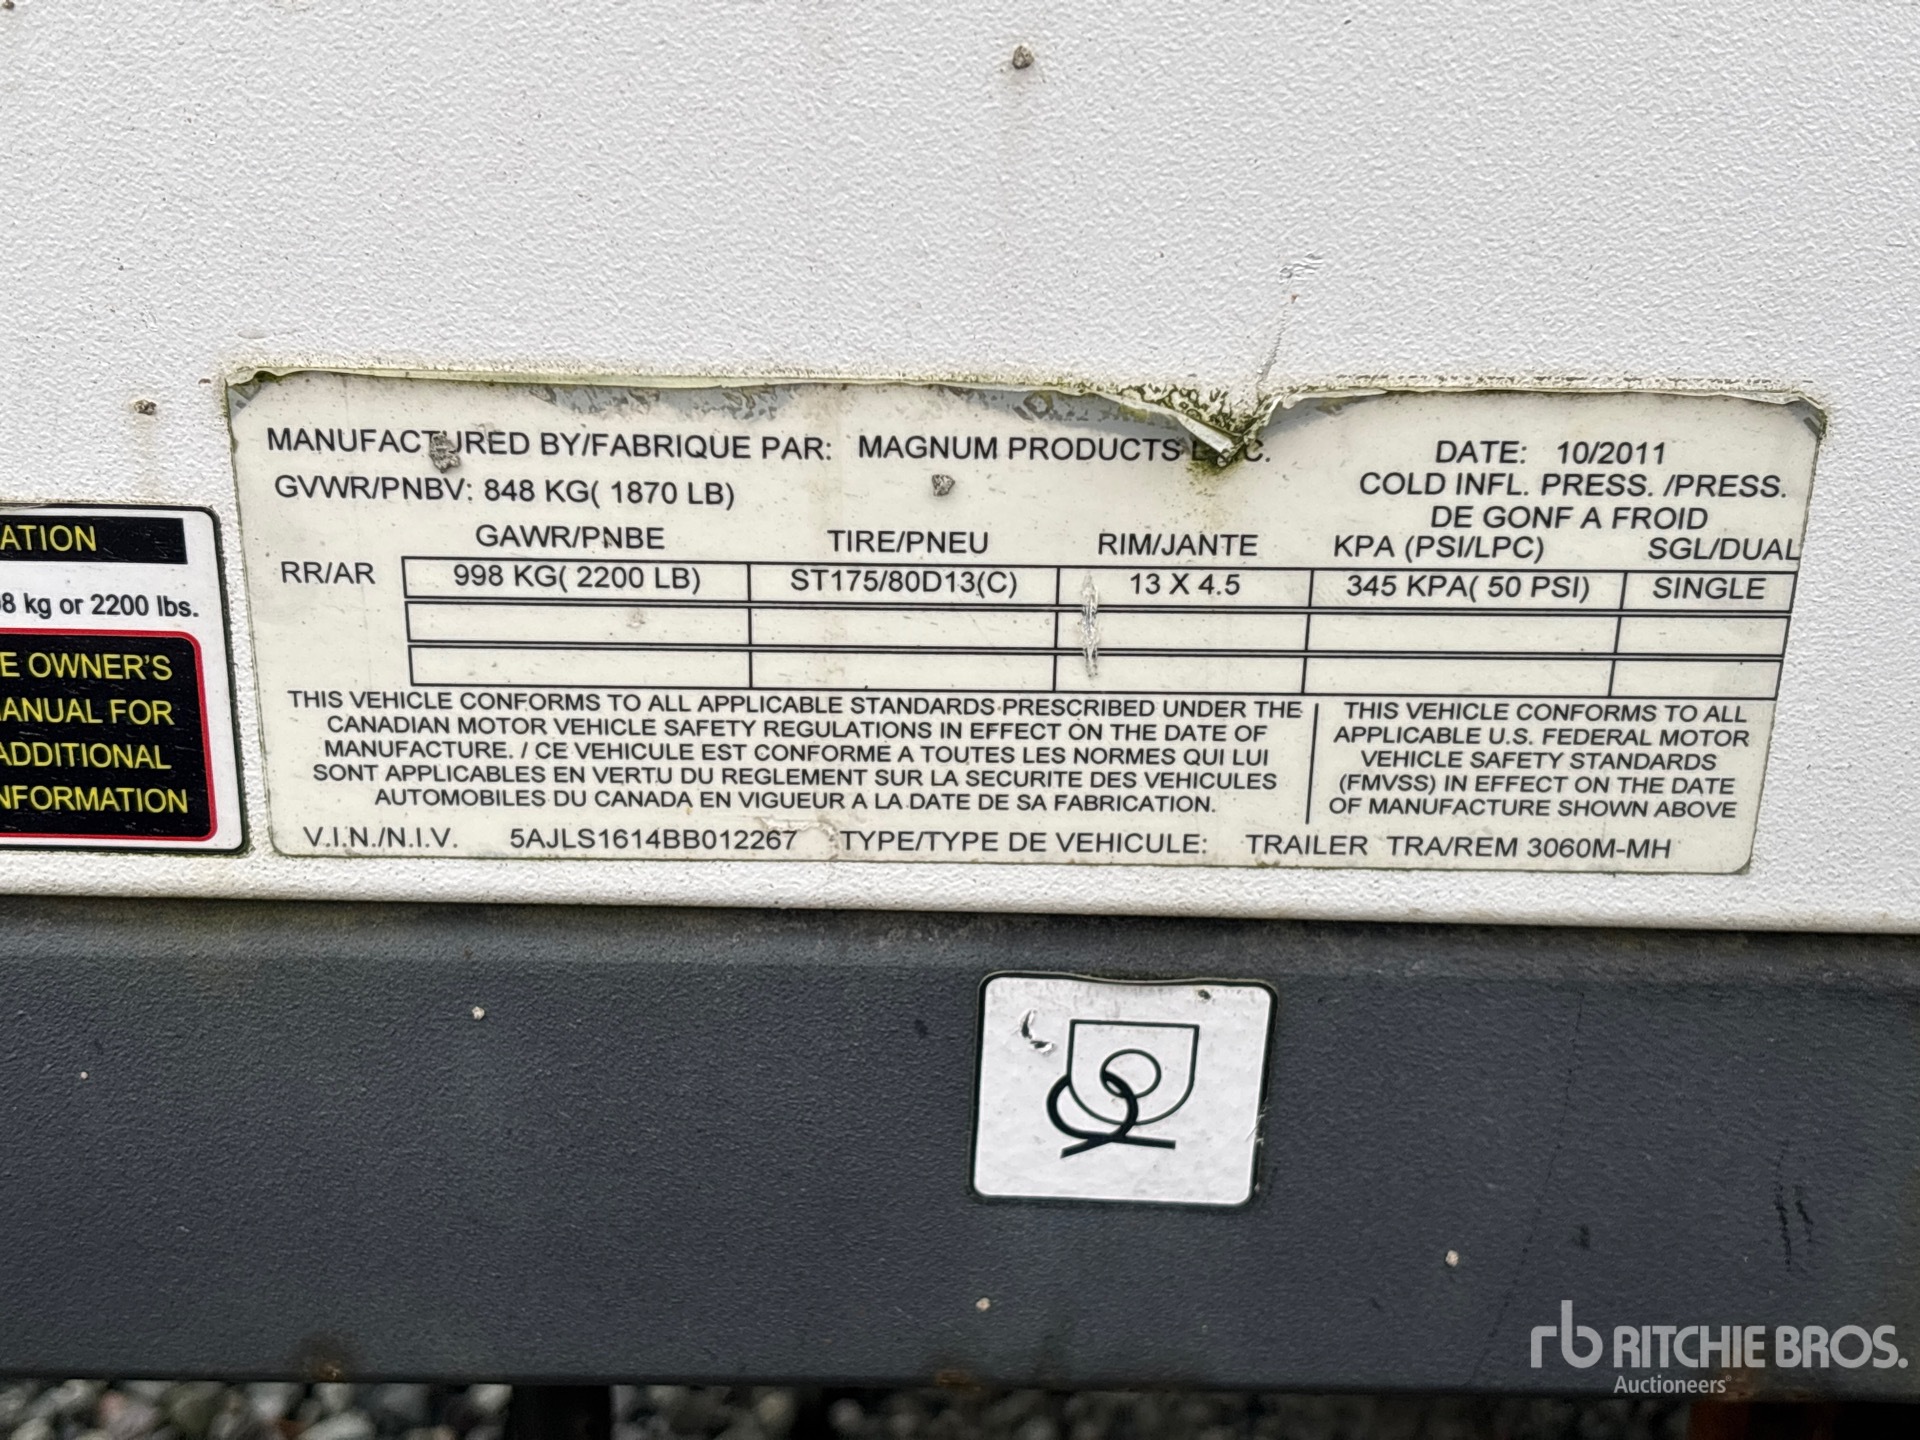 MANUFACTURED BY/FABRIQUE PAR: MAGNUM PRODUCTS
DATE: 10/2011
GVWR/PNBV: 848 KG( 1870 LB)
COLD INFL. PRESS. /PRESS.
DE GONF A FROID
GAWR/PNBE TIRE/PNEU RIM/JANTE KPA (PSI/LPC) SGL/DUAL
RR/AR 998 KG( 2200 LB) ST175/80D13(C) 13 X 4.5 345 KPA( 50 PSI) SINGLE
THIS VEHICLE CONFORMS TO ALL APPLICABLE STANDARDS PRESCRIBED UNDER THE
CANADIAN MOTOR VEHICLE SAFETY REGULATIONS IN EFFECT ON THE DATE OF
MANUFACTURE. / CE VEHICULE EST CONFORME A TOUTES LES NORMES QUI LUI
SONT APPLICABLES EN VERTU DU REGLEMENT SUR LA SECURITE DES VEHICULES
AUTOMOBILES DU CANADA EN VIGUEUR A LA DATE DE SA FABRICATION.
THIS VEHICLE CONFORMS TO ALL
APPLICABLE U.S. FEDERAL MOTOR
VEHICLE SAFETY STANDARDS
(FMVSS) IN EFFECT ON THE DATE
OF MANUFACTURE SHOWN ABOVE
V.I.N./N.I.V. 5AJLS1614BB012267 TYPE/TYPE DE VEHICULE: TRAILER TRA/REM 3060M-MH
ATION
8 kg or 2200 lbs.
E OWNER'S
ANUAL FOR
ADDITIONAL
NFORMATION
rb RITCHIE BROS.
Auctioneers